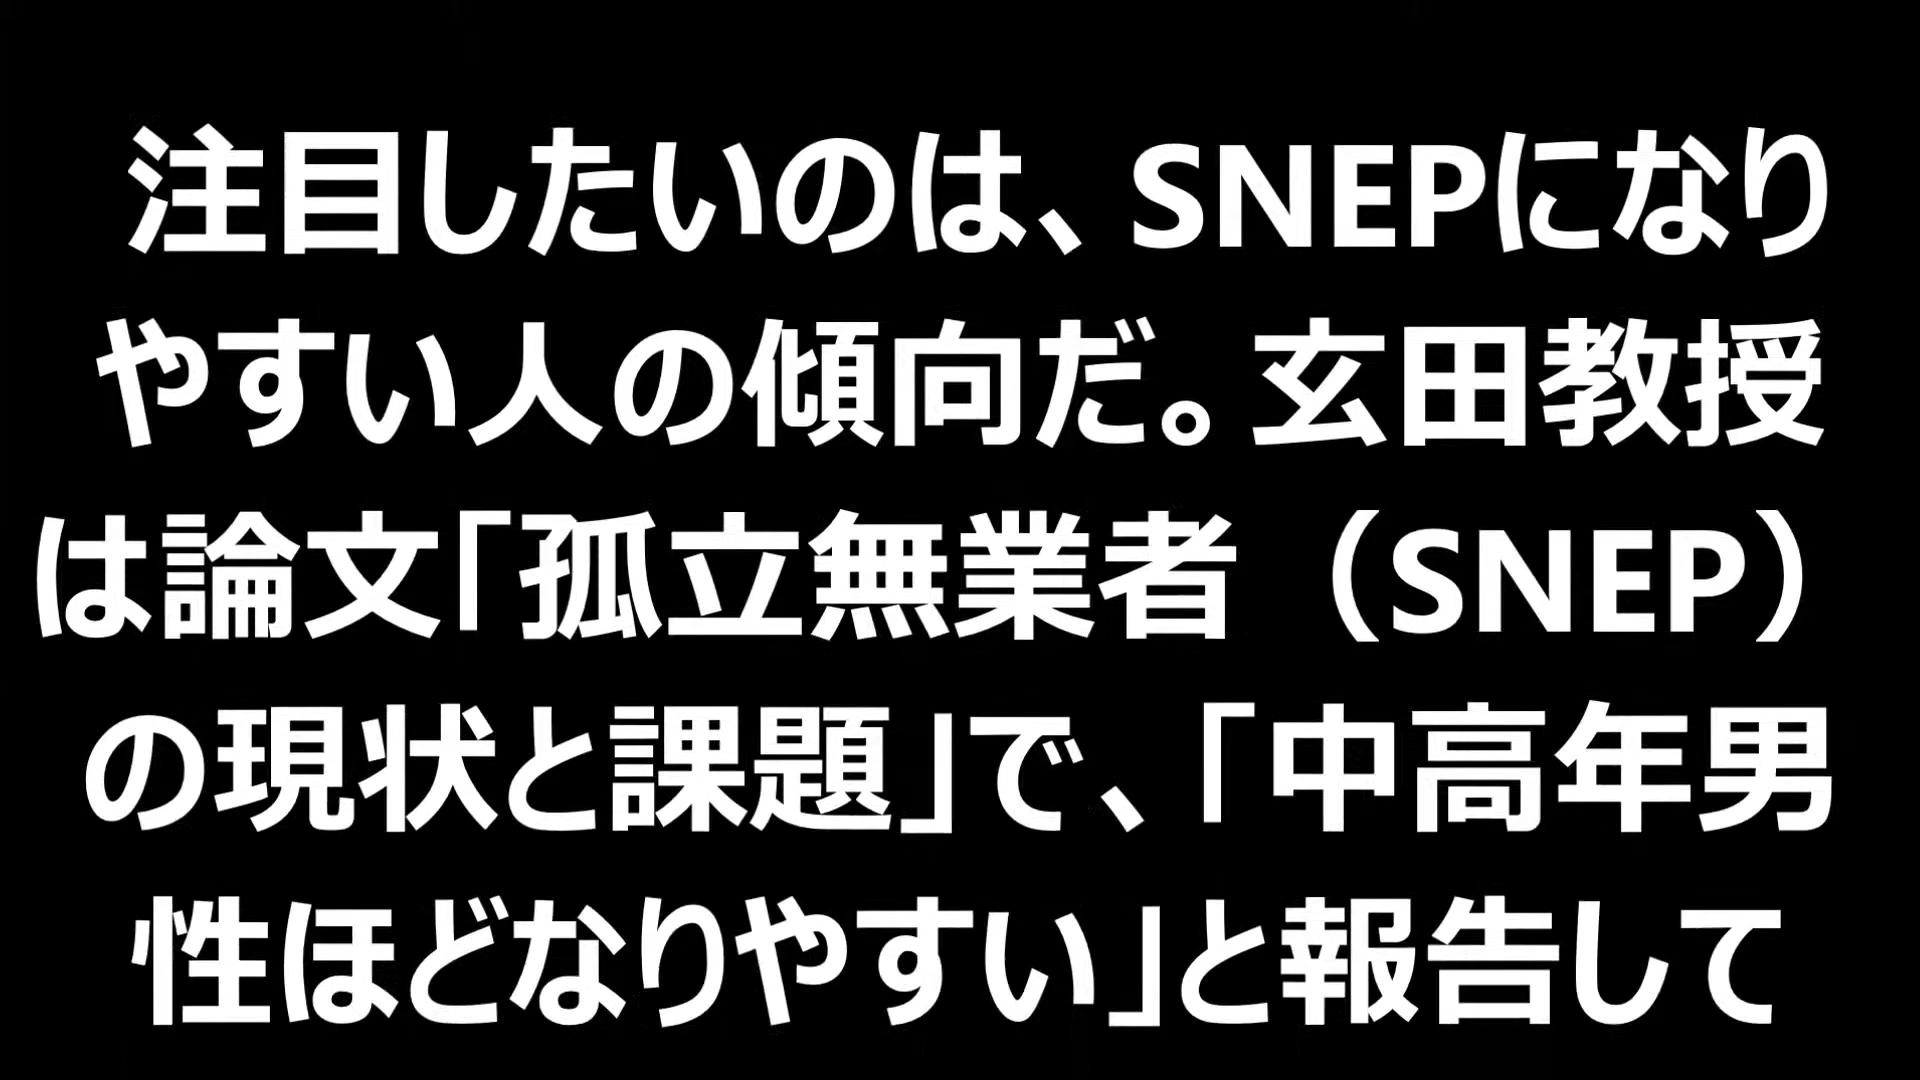 注目したいのは、SNEPになり
やすい人の傾向だ。玄田教授
は論文「孤立無業者（SNEP）
の現状と課題」で、「中高年男
性ほどなりやすい」と報告して